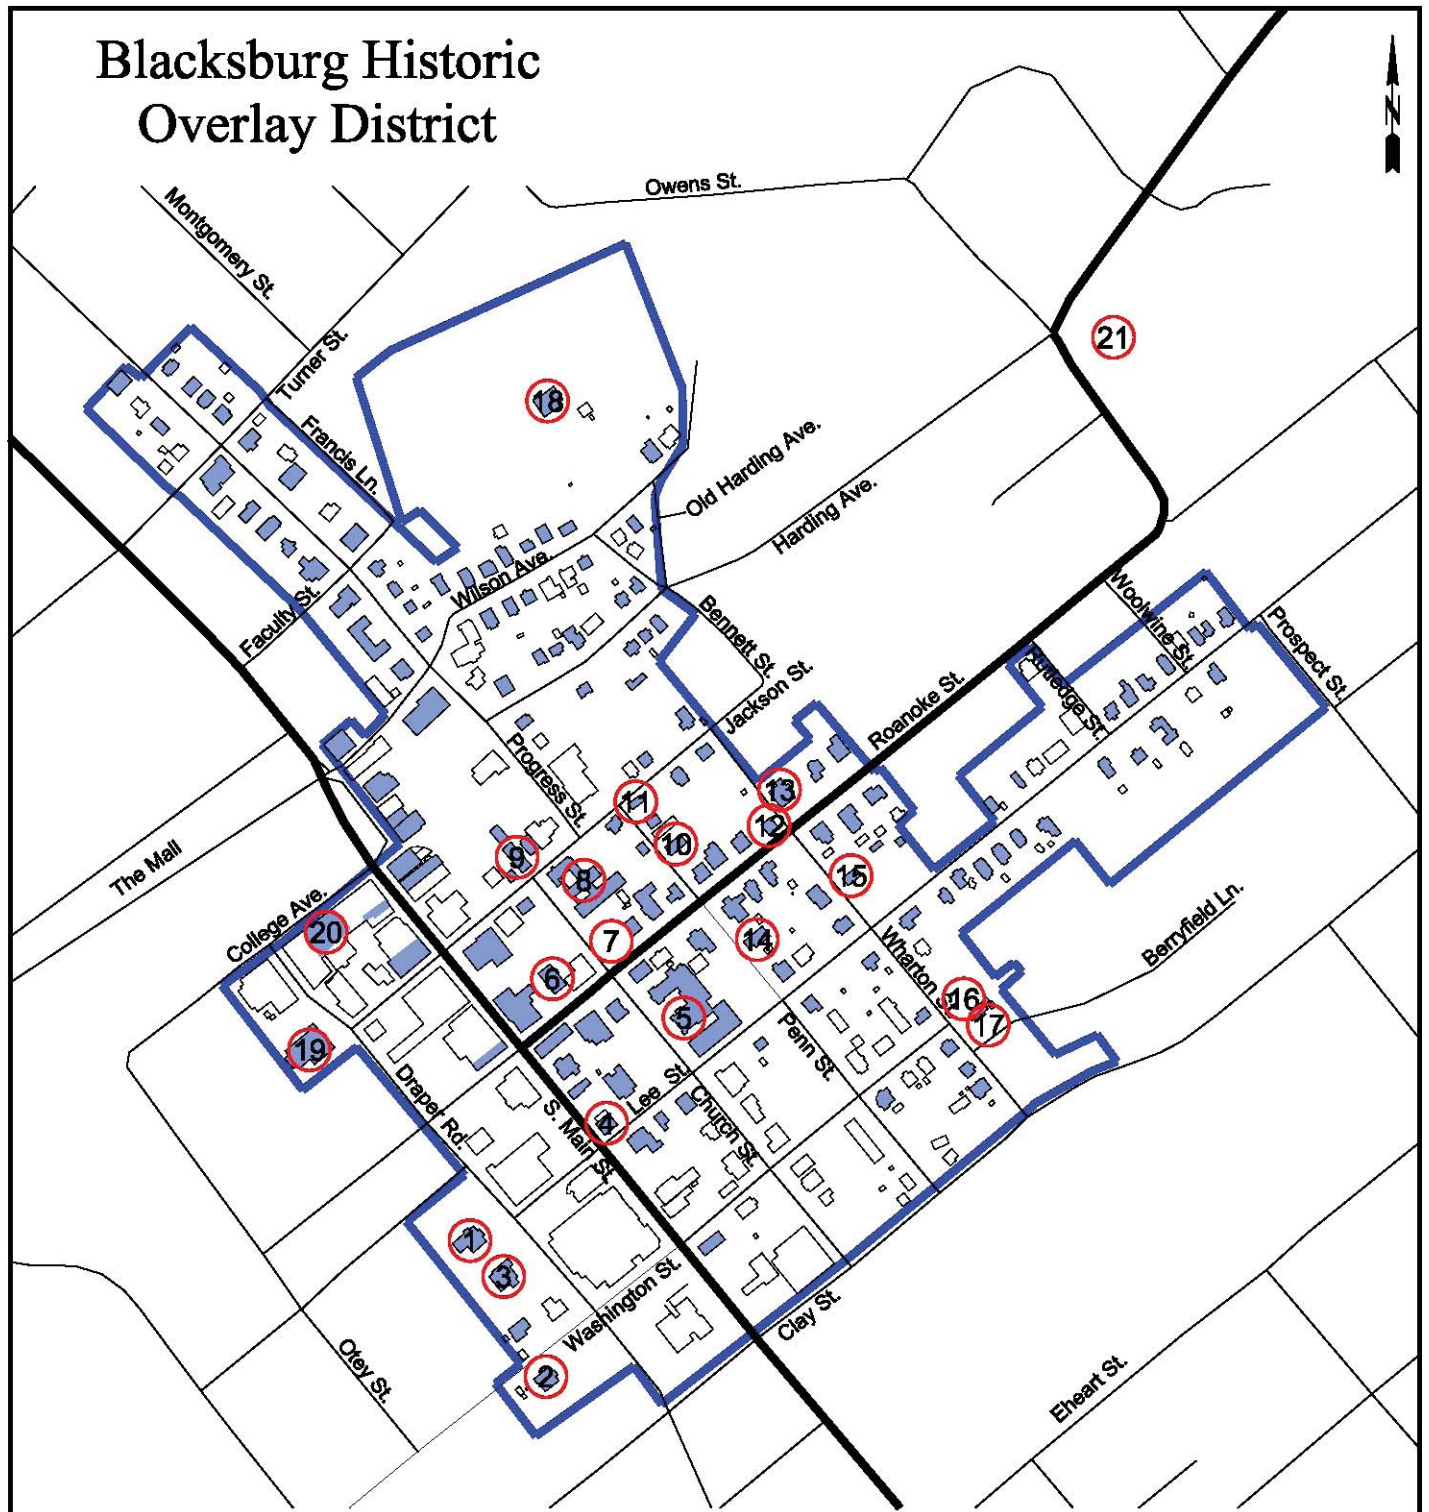 Blacksburg Historic
Overlay District
N
Owens St.
Montgomery St.
Turner St.
21
18
Francis Ln.
Old Harding Ave.
Harding Ave.
Wilson Ave.
Faculty St.
Woolwine St.
Prospect St.
Bennett St.
Rutledge St.
Jackson St.
Roanoke St.
Progress St.
13
11
12
10
The Mall
9
8
15
College Ave.
20
7
14
Berryfield Ln.
6
Wharton St.
16
5
17
Penn St.
19
Draper Rd.
Lee St.
4
S. Main St.
Church St.
1
3
Washington St.
Clay St.
2
Otey St.
Eheart St.